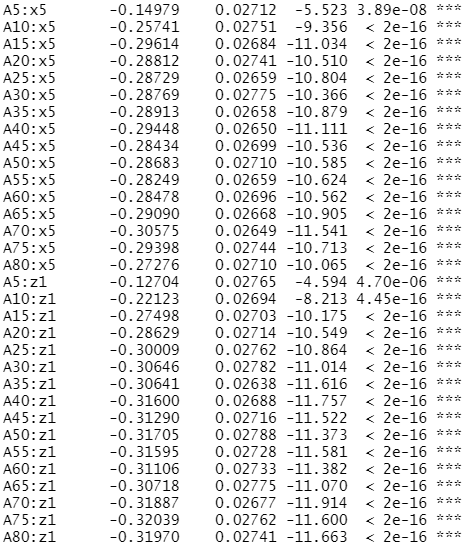 A5:x5 -0.14979 0.02712 -5.523 3.89e-08 ***
A10:x5 -0.25741 0.02751 -9.356 < 2e-16 ***
A15:x5 -0.29614 0.02684 -11.034 < 2e-16 ***
A20:x5 -0.28812 0.02741 -10.510 < 2e-16 ***
A25:x5 -0.28729 0.02659 -10.804 < 2e-16 ***
A30:x5 -0.28769 0.02775 -10.366 < 2e-16 ***
A35:x5 -0.28913 0.02658 -10.879 < 2e-16 ***
A40:x5 -0.29448 0.02650 -11.111 < 2e-16 ***
A45:x5 -0.28434 0.02699 -10.536 < 2e-16 ***
A50:x5 -0.28683 0.02710 -10.585 < 2e-16 ***
A55:x5 -0.28249 0.02659 -10.624 < 2e-16 ***
A60:x5 -0.28478 0.02696 -10.562 < 2e-16 ***
A65:x5 -0.29090 0.02668 -10.905 < 2e-16 ***
A70:x5 -0.30575 0.02649 -11.541 < 2e-16 ***
A75:x5 -0.29398 0.02744 -10.713 < 2e-16 ***
A80:x5 -0.27276 0.02710 -10.065 < 2e-16 ***
A5:z1 -0.12704 0.02765 -4.594 4.70e-06 ***
A10:z1 -0.22123 0.02694 -8.213 4.45e-16 ***
A15:z1 -0.27498 0.02703 -10.175 < 2e-16 ***
A20:z1 -0.28629 0.02714 -10.549 < 2e-16 ***
A25:z1 -0.30009 0.02762 -10.864 < 2e-16 ***
A30:z1 -0.30646 0.02782 -11.014 < 2e-16 ***
A35:z1 -0.30641 0.02638 -11.616 < 2e-16 ***
A40:z1 -0.31600 0.02688 -11.757 < 2e-16 ***
A45:z1 -0.31290 0.02716 -11.522 < 2e-16 ***
A50:z1 -0.31705 0.02788 -11.373 < 2e-16 ***
A55:z1 -0.31595 0.02728 -11.581 < 2e-16 ***
A60:z1 -0.31106 0.02733 -11.382 < 2e-16 ***
A65:z1 -0.30718 0.02775 -11.070 < 2e-16 ***
A70:z1 -0.31887 0.02677 -11.914 < 2e-16 ***
A75:z1 -0.32039 0.02762 -11.600 < 2e-16 ***
A80:z1 -0.31970 0.02741 -11.663 < 2e-16 ***